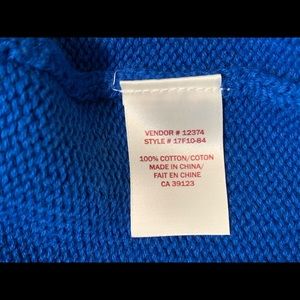 VENDOR # 12374
STYLE # 17F10-84
100% COTTON/COTON
MADE IN CHINA/
FAIT EN CHINE
CA 39123